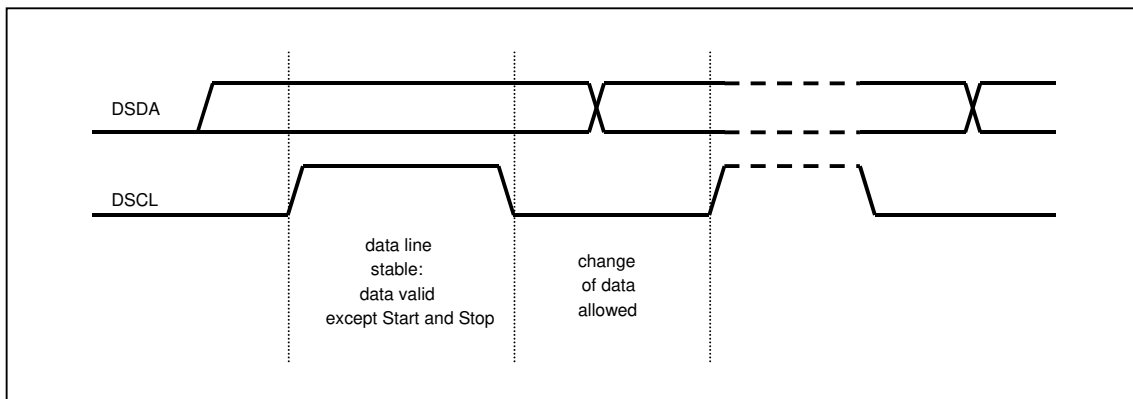 DSDA
DSCL
data line
stable:
data valid
except Start and Stop
change
of data
allowed